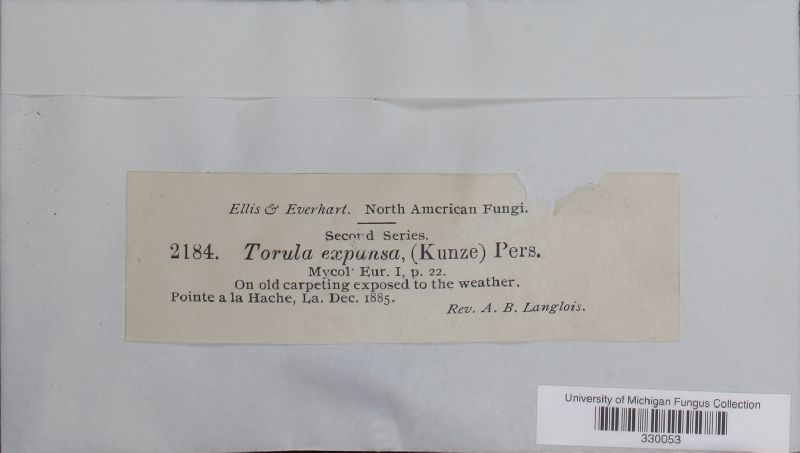 Ellis & Everhart. North American Fungi.
Second Series.
2184. Torula expansa, (Kunze) Pers.
Mycol. Eur. I, p. 22.
On old carpeting exposed to the weather.
Pointe a la Hache, La. Dec. 1885.
Rev. A. B. Langlois.
University of Michigan Fungus Collection
330053